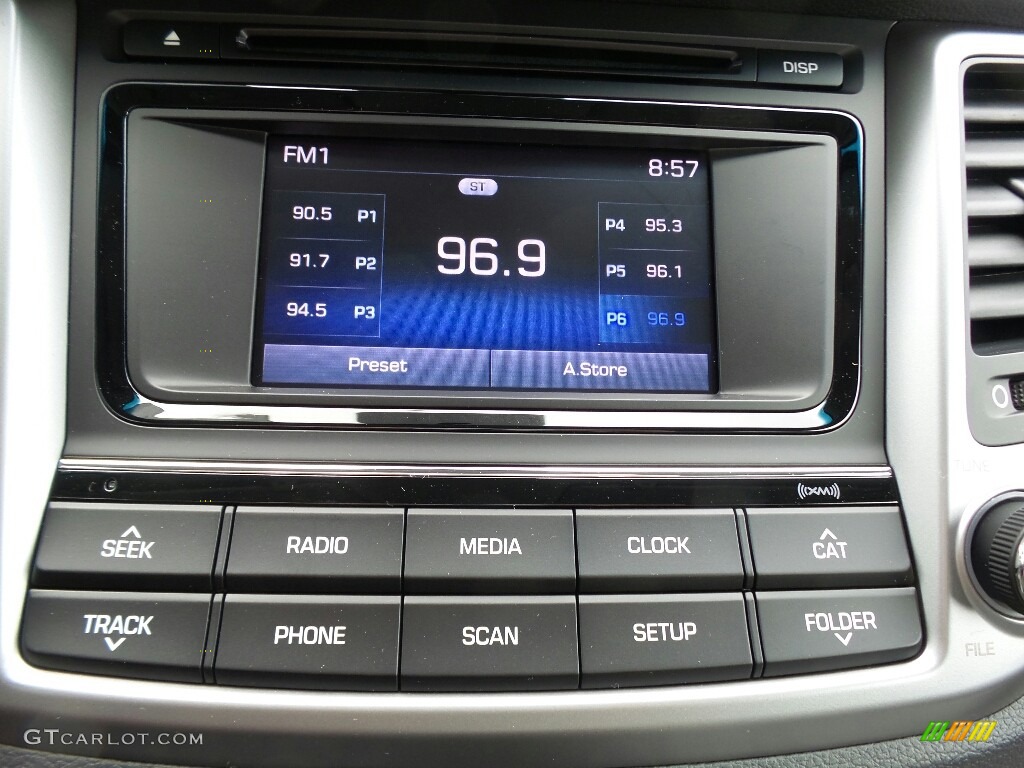 DISP
FM1
8:57
ST
90.5 P1
P4 95.3
96.9
91.7 P2
P5 96.1
94.5 P3
P6 96.9
Preset
A.Store
((XM))
SEEK
RADIO
MEDIA
CLOCK
CAT
TRACK
PHONE
SCAN
SETUP
FOLDER
0
TUNE
FILE
GTCARLOT.COM